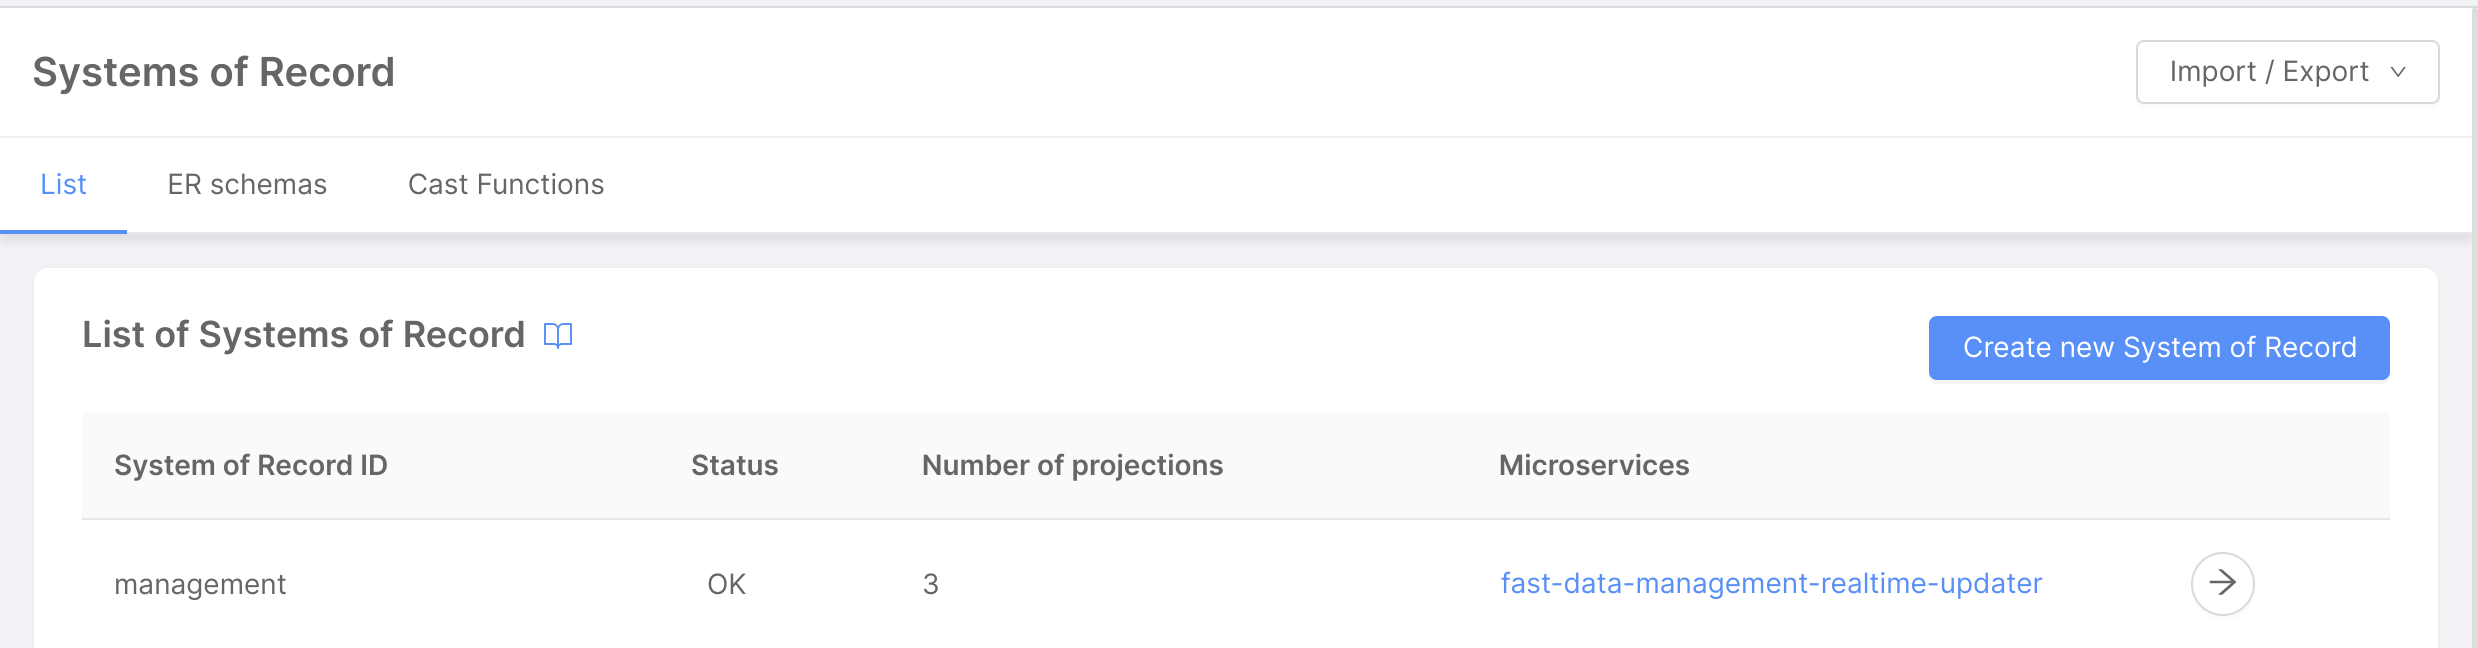 Systems of Record
Import / Export
List
ER schemas
Cast Functions
List of Systems of Record
Create new System of Record
System of Record ID
Status
Number of projections
Microservices
management
OK
3
fast-data-management-realtime-updater